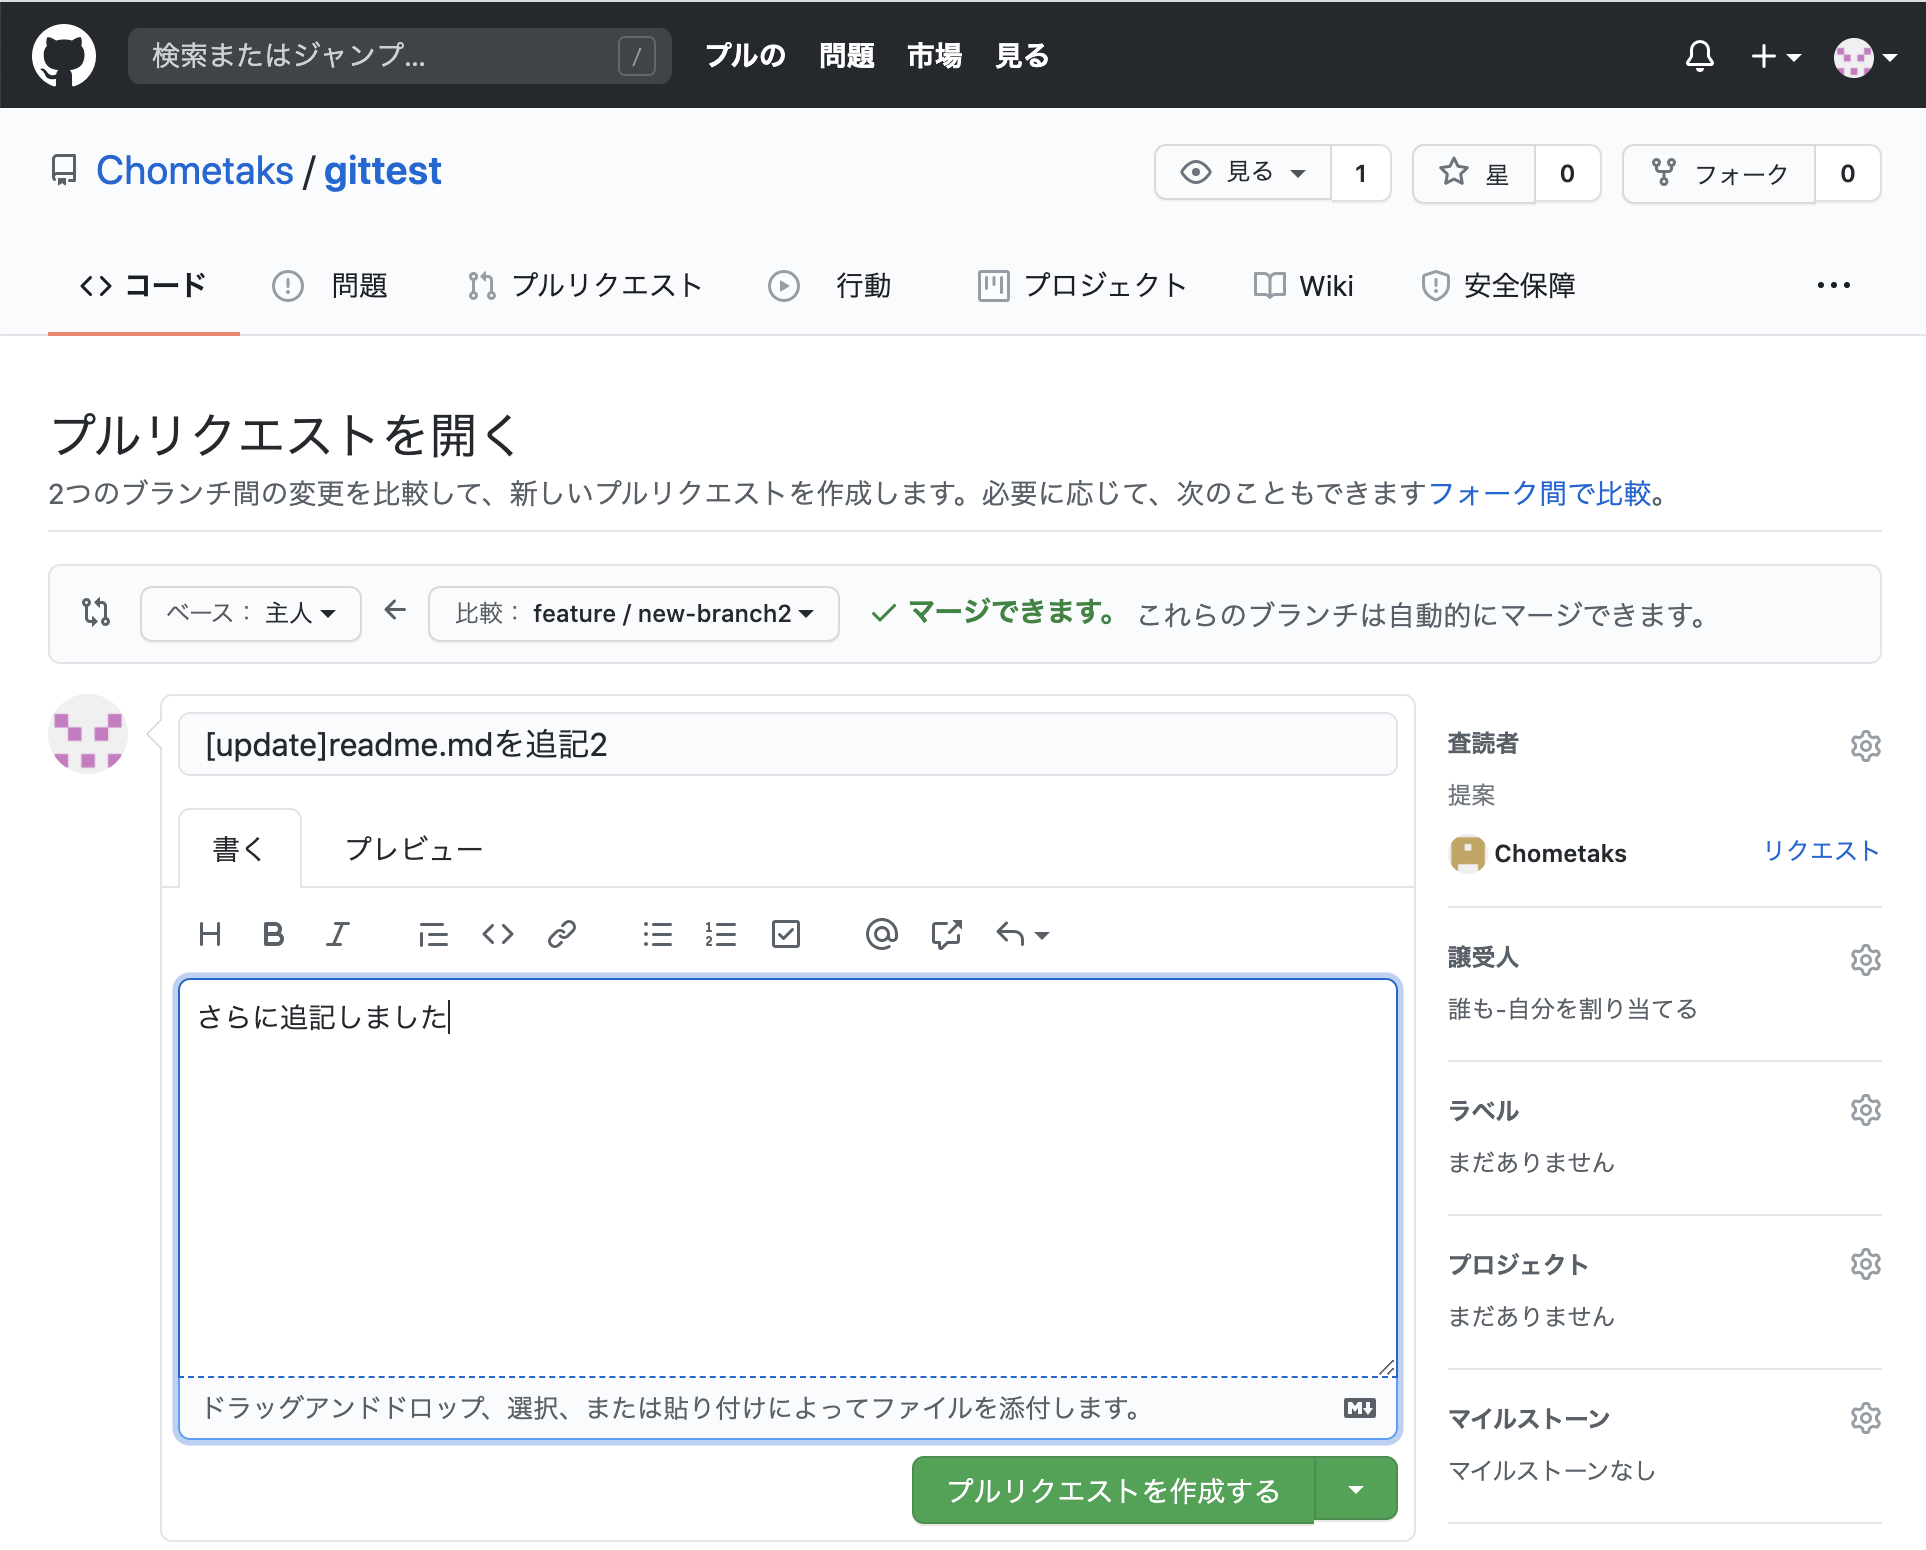 検索またはジャンプ... / プルの 問題 市場 見る
Chometaks / gittest 見る 1 星 0 フォーク 0
コード 問題 プルリクエスト 行動 プロジェクト Wiki 安全保障 ...
プルリクエストを開く
2つのブランチ間の変更を比較して、新しいプルリクエストを作成します。必要に応じて、次のこともできますフォーク間で比較。
ベース： 主人 比較： feature / new-branch2 マージできます。 これらのブランチは自動的にマージできます。
[update]readme.mdを追記2
書く プレビュー
さらに追記しました
ドラッグアンドドロップ、選択、または貼り付けによってファイルを添付します。
プルリクエストを作成する
査読者
提案
Chometaks リクエスト
譲受人
誰も-自分を割り当てる
ラベル
まだありません
プロジェクト
まだありません
マイルストーン
マイルストーンなし